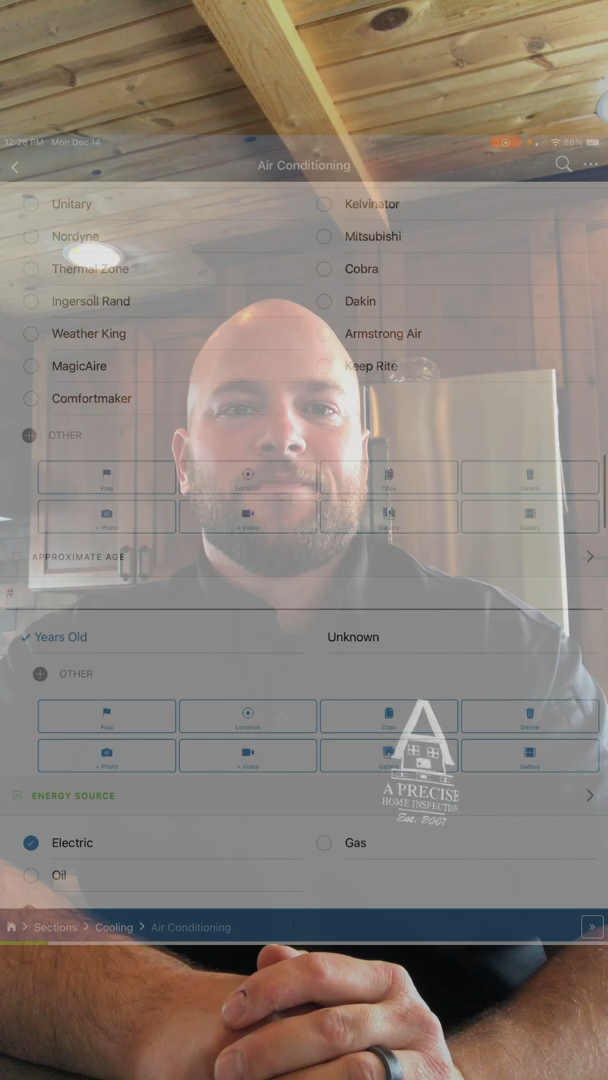 12:28 PM Mon Dec 14
86%
Air Conditioning
Unitary Kelvinator
Nordyne Mitsubishi
Thermal Zone Cobra
Ingersoll Rand Dakin
Weather King Armstrong Air
MagicAire Keep Rite
Comfortmaker
OTHER
Flag Location Copy Delete
+ Photo + Video Gallery Gallery
APPROXIMATE AGE
#
Years Old Unknown
OTHER
Flag Location Copy Delete
+ Photo + Video Gallery Gallery
A PRECISE
HOME INSPECTION
Est. 2007
ENERGY SOURCE
Electric Gas
Oil
Sections Cooling Air Conditioning